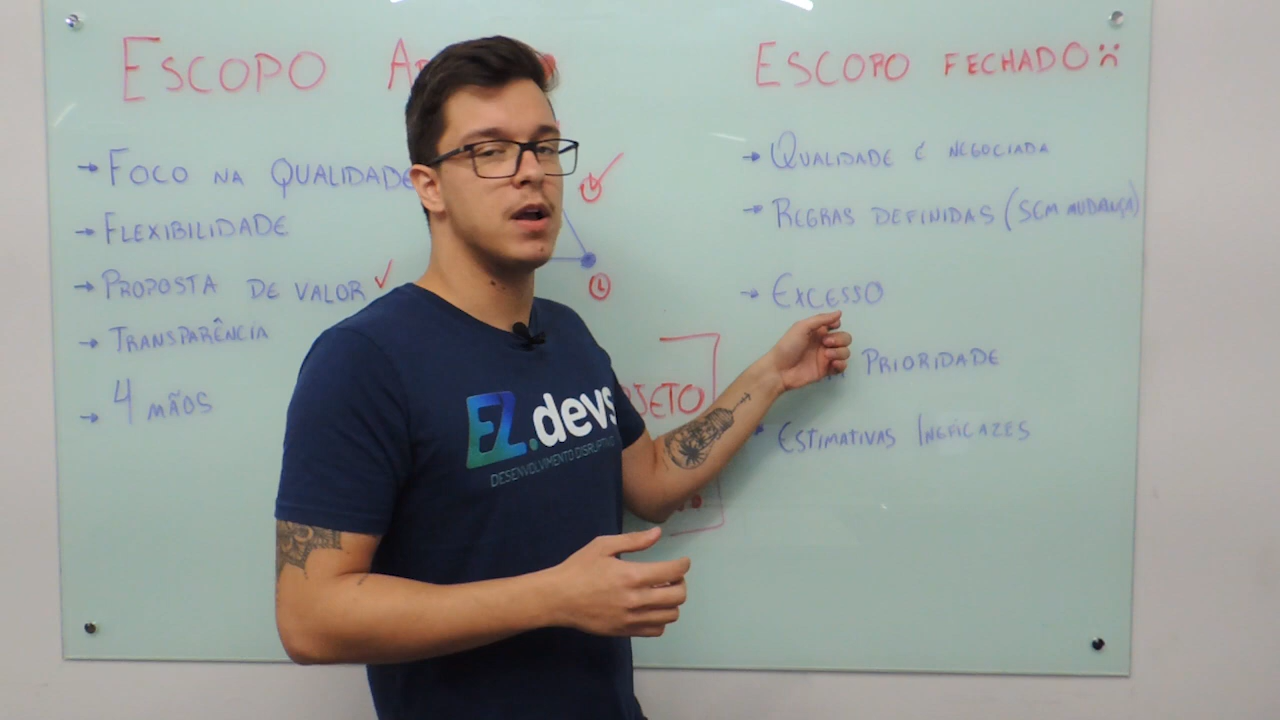 ESCOPO
FOCO NA QUALIDADE
FLEXIBILIDADE
PROPOSTA DE VALOR
TRANSPARÊNCIA
4 MÃOS
ESCOPO FECHADO
QUALIDADE É NEGOCIADA
REGRAS DEFINIDAS (SEM MUDANÇA)
EXCESSO
PRIORIDADE
ESTIMATIVAS INEFICAZES
EZ.devs
DESENVOLVIMENTO DISRUPTIVO